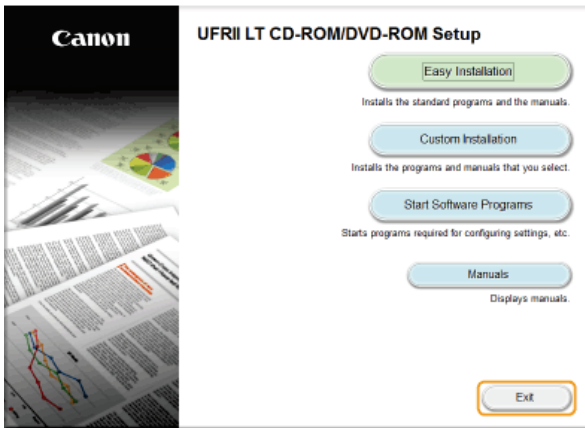 Canon
UFRII LT CD-ROM/DVD-ROM Setup
Easy Installation
Installs the standard programs and the manuals.
Custom Installation
Installs the programs and manuals that you select.
Start Software Programs
Starts programs required for configuring settings, etc.
Manuals
Displays manuals.
Exit